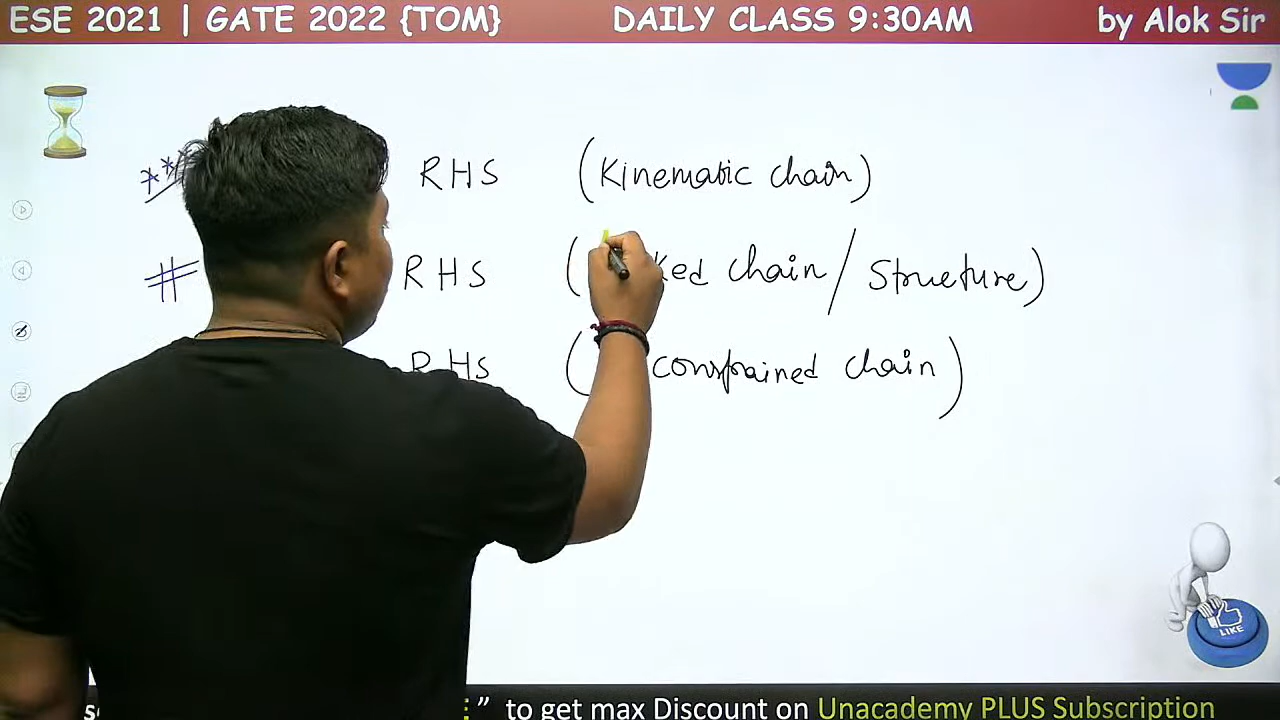 ESE 2021 | GATE 2022 {TOM} DAILY CLASS 9:30AM by Alok Sir
RHS (Kinematic chain)
RHS ( chain / Structure)
RHS ( constrained chain)
LIKE
" to get max Discount on Unacademy PLUS Subscription